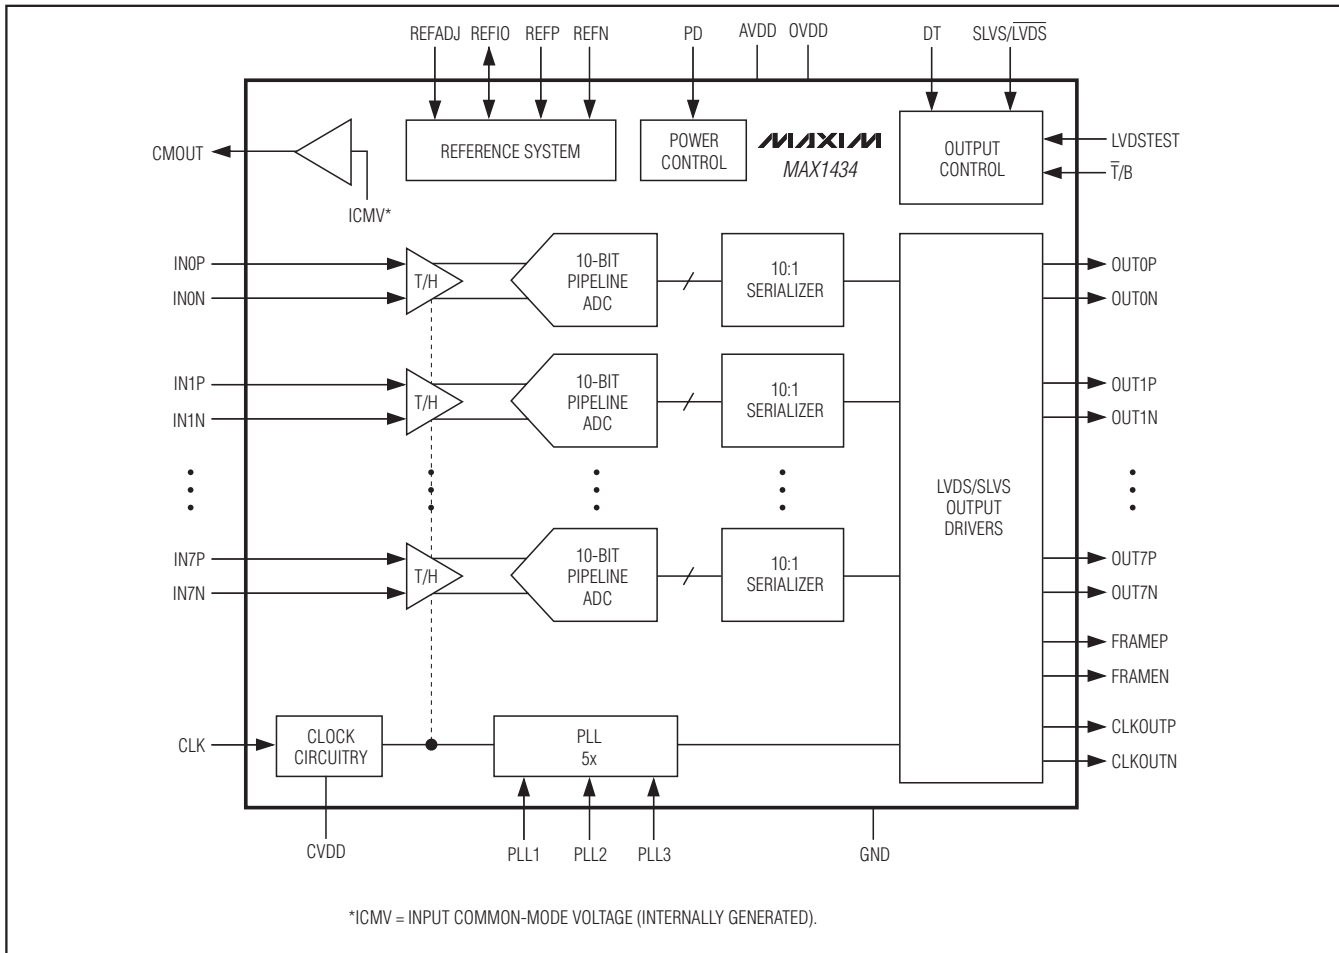 REFADJ REFIO REFP REFN PD AVDD OVDD DT SLVS/L̅V̅D̅S̅
CMOUT
ICMV*
REFERENCE SYSTEM
POWER
CONTROL
MAXIM
MAX1434
OUTPUT
CONTROL
LVDSTEST
T̅/B
IN0P
IN0N
T/H
10-BIT
PIPELINE
ADC
10:1
SERIALIZER
OUT0P
OUT0N
IN1P
IN1N
T/H
10-BIT
PIPELINE
ADC
10:1
SERIALIZER
OUT1P
OUT1N
LVDS/SLVS
OUTPUT
DRIVERS
IN7P
IN7N
T/H
10-BIT
PIPELINE
ADC
10:1
SERIALIZER
OUT7P
OUT7N
FRAMEP
FRAMEN
CLK
CLOCK
CIRCUITRY
PLL
5x
CLKOUTP
CLKOUTN
CVDD PLL1 PLL2 PLL3 GND
*ICMV = INPUT COMMON-MODE VOLTAGE (INTERNALLY GENERATED).